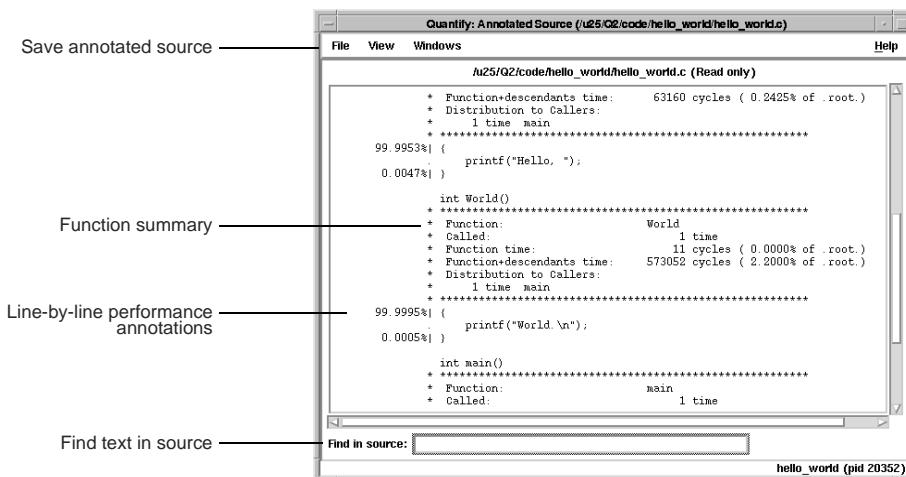 Quantify: Annotated Source (/u25/Q2/code/hello_world/hello_world.c)
Save annotated source
File View Windows Help
/u25/Q2/code/hello_world/hello_world.c (Read only)
* Function+descendants time: 63160 cycles ( 0.2425% of .root.)
* Distribution to Callers:
* 1 time main
* **********************************************************
99.9953%| {
. printf("Hello, ");
0.0047%| }
int World()
* **********************************************************
Function summary
* Function: World
* Called: 1 time
* Function time: 11 cycles ( 0.0000% of .root.)
* Function+descendants time: 573052 cycles ( 2.2000% of .root.)
* Distribution to Callers:
* 1 time main
* **********************************************************
Line-by-line performance
annotations
99.9995%| {
. printf("World.\n");
0.0005%| }
int main()
* **********************************************************
* Function: main
* Called: 1 time
Find text in source
Find in source:
hello_world (pid 20352)